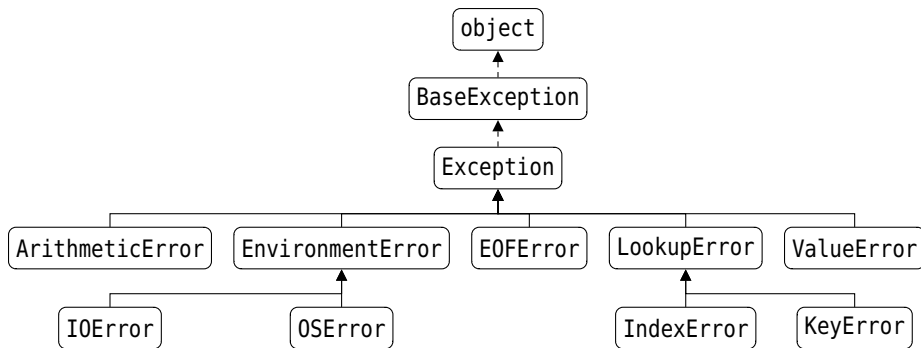 object
BaseException
Exception
ArithmeticError EnvironmentError EOFError LookupError ValueError
IOError OSError IndexError KeyError